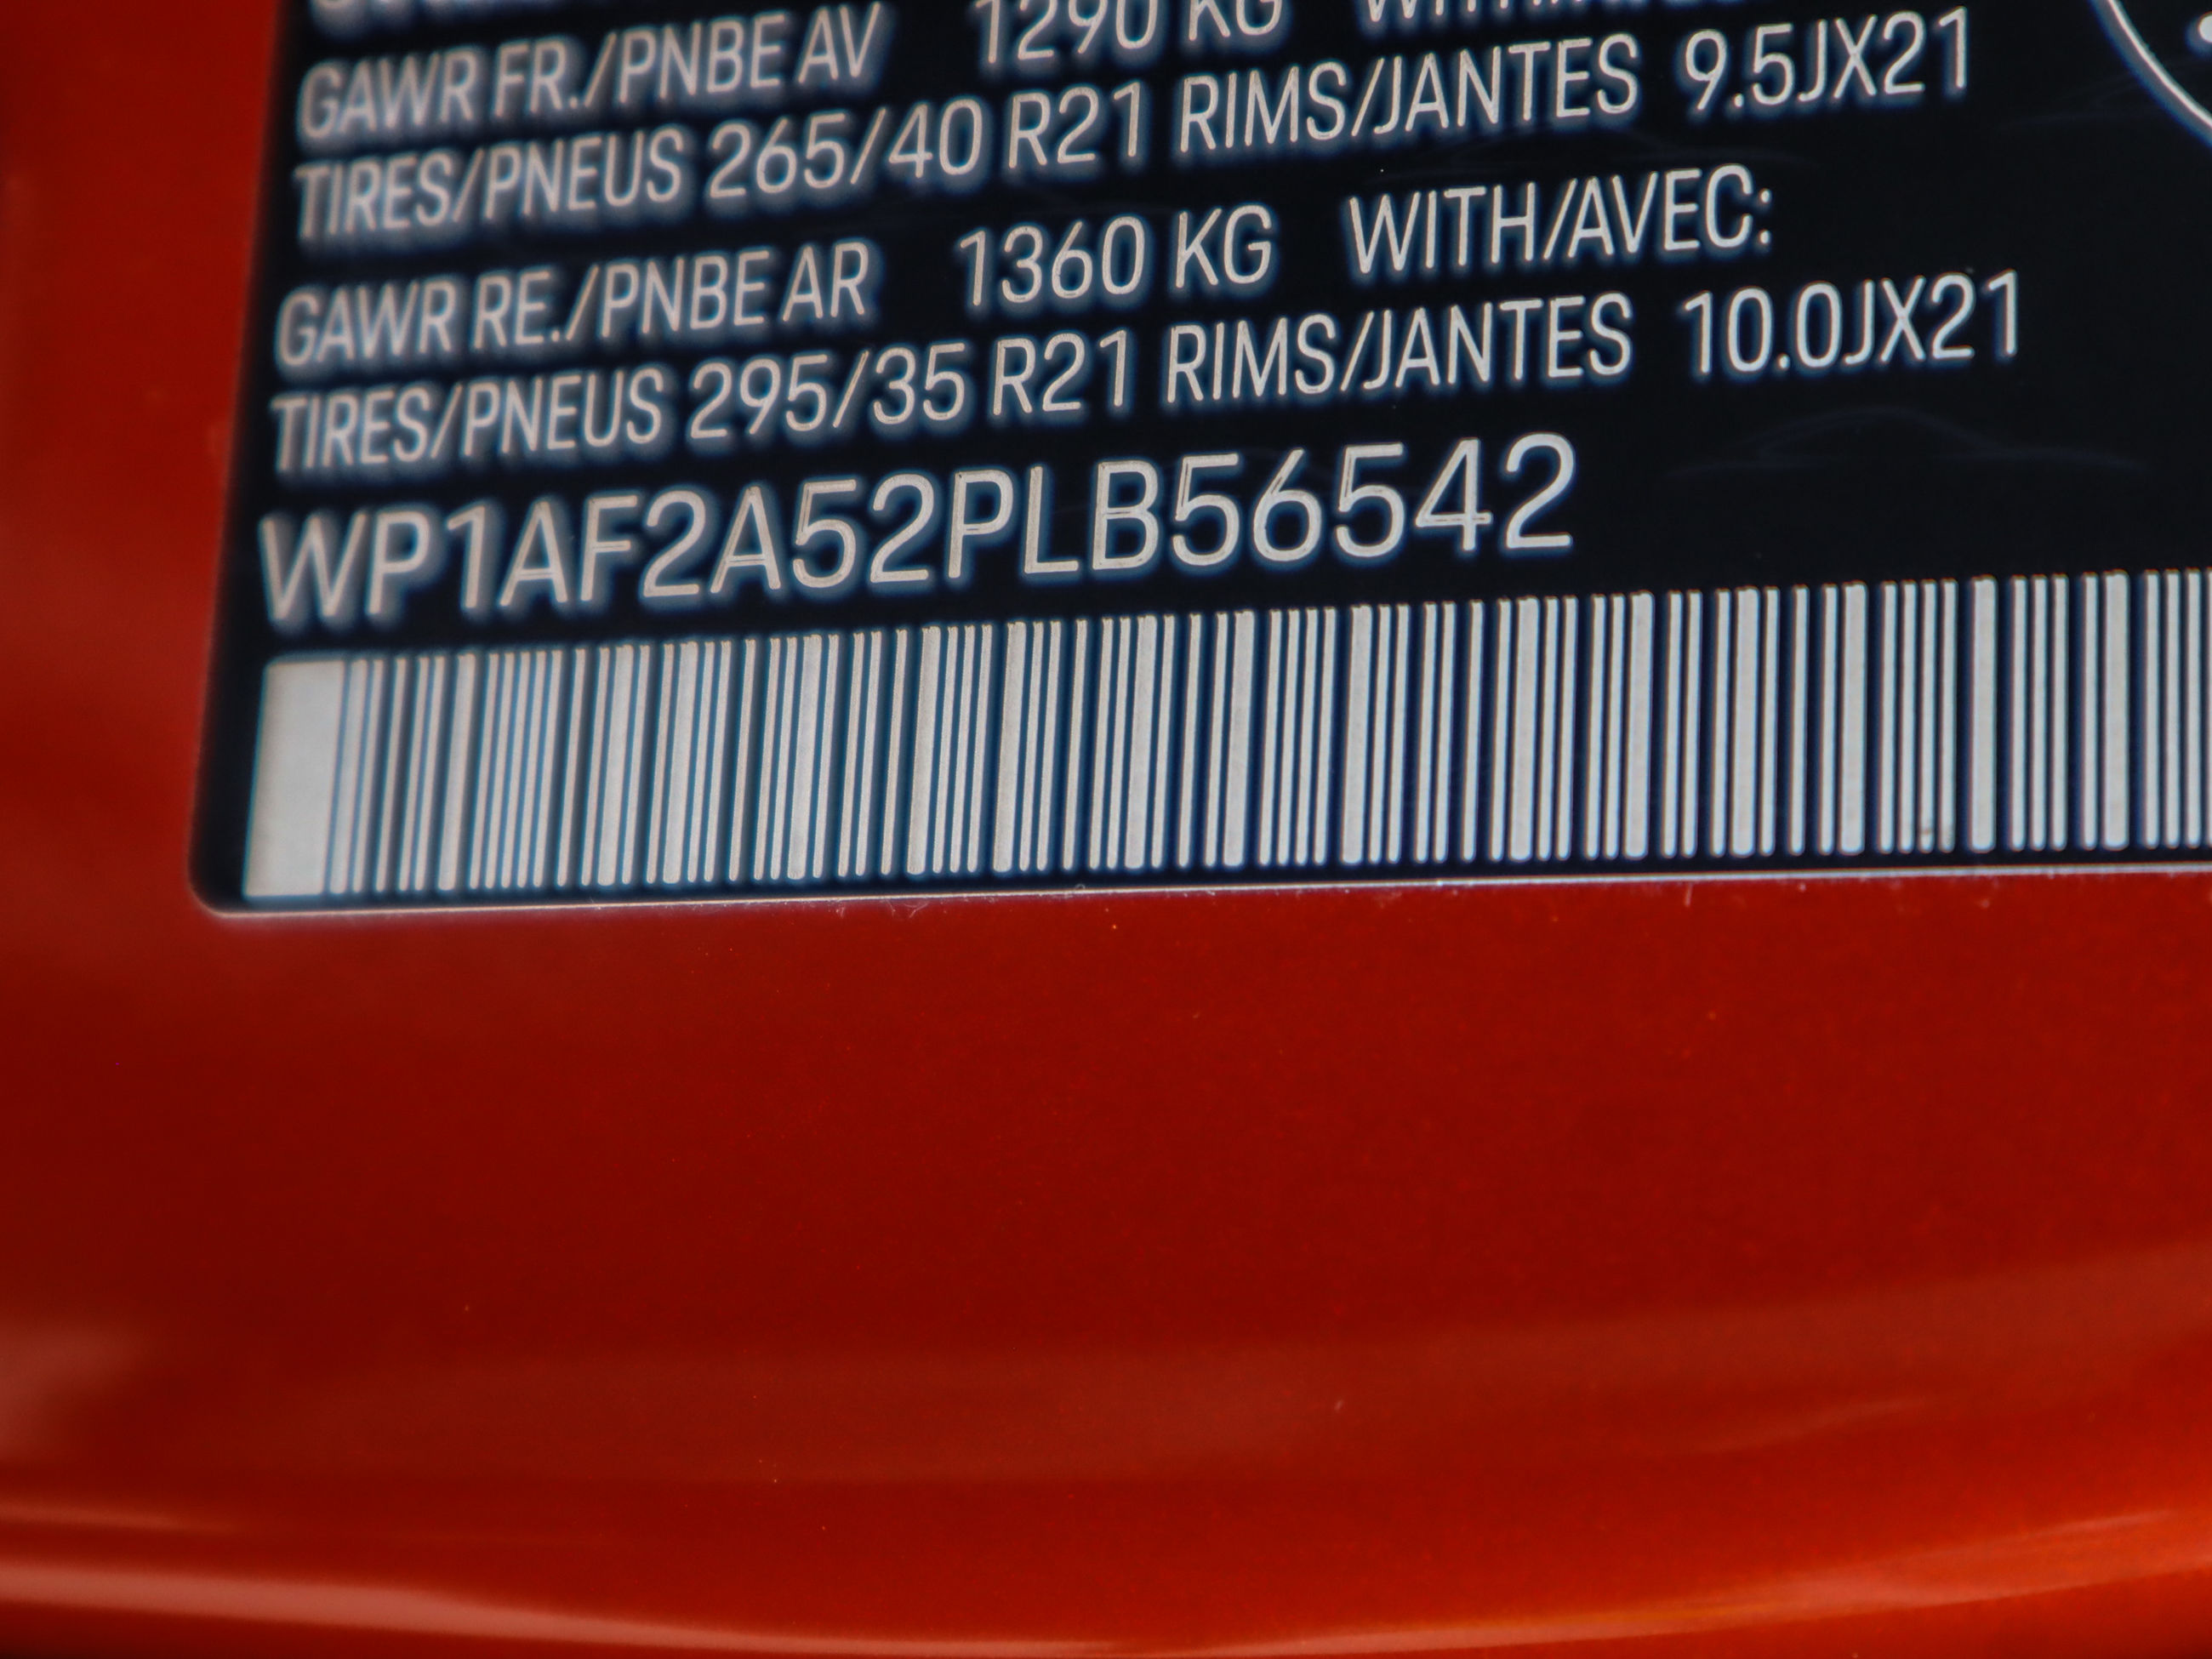 GAWR FR./PNBE AV 1290 KG
TIRES/PNEUS 265/40 R21 RIMS/JANTES 9.5JX21
GAWR RE./PNBE AR 1360 KG WITH/AVEC:
TIRES/PNEUS 295/35 R21 RIMS/JANTES 10.0JX21
WP1AF2A52PLB56542